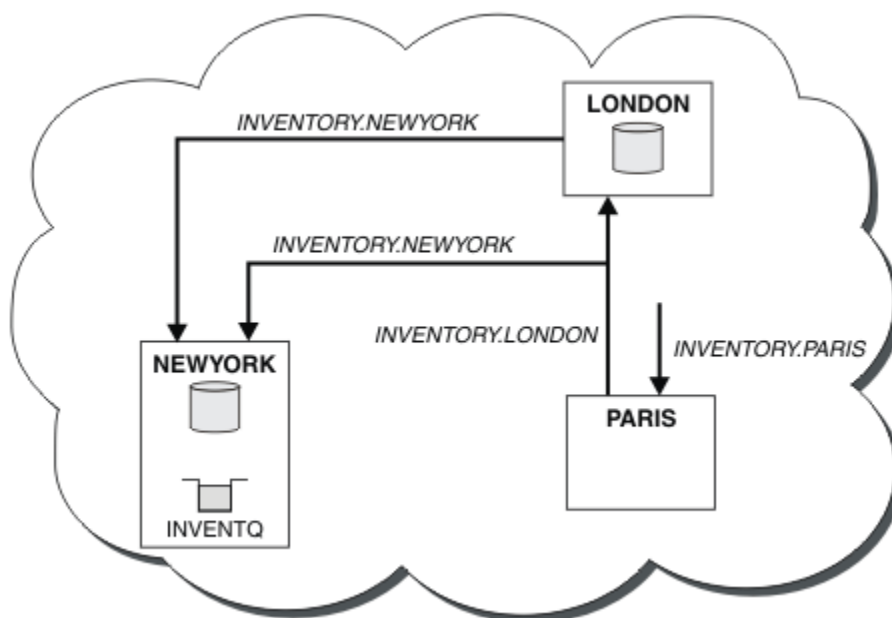 LONDON
INVENTORY.NEWYORK
INVENTORY.NEWYORK
INVENTORY.LONDON
INVENTORY.PARIS
NEWYORK
PARIS
INVENTQ